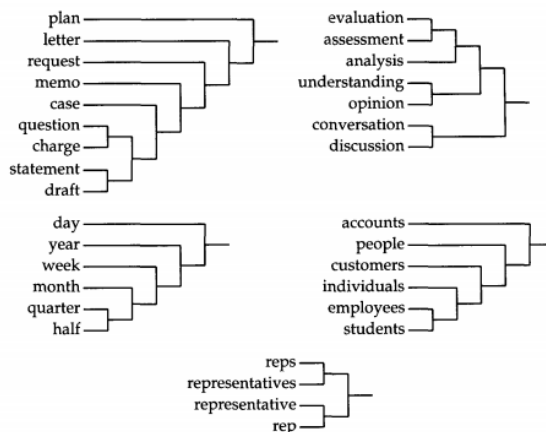 plan
letter
request
memo
case
question
charge
statement
draft
evaluation
assessment
analysis
understanding
opinion
conversation
discussion
day
year
week
month
quarter
half
accounts
people
customers
individuals
employees
students
reps
representatives
representative
rep